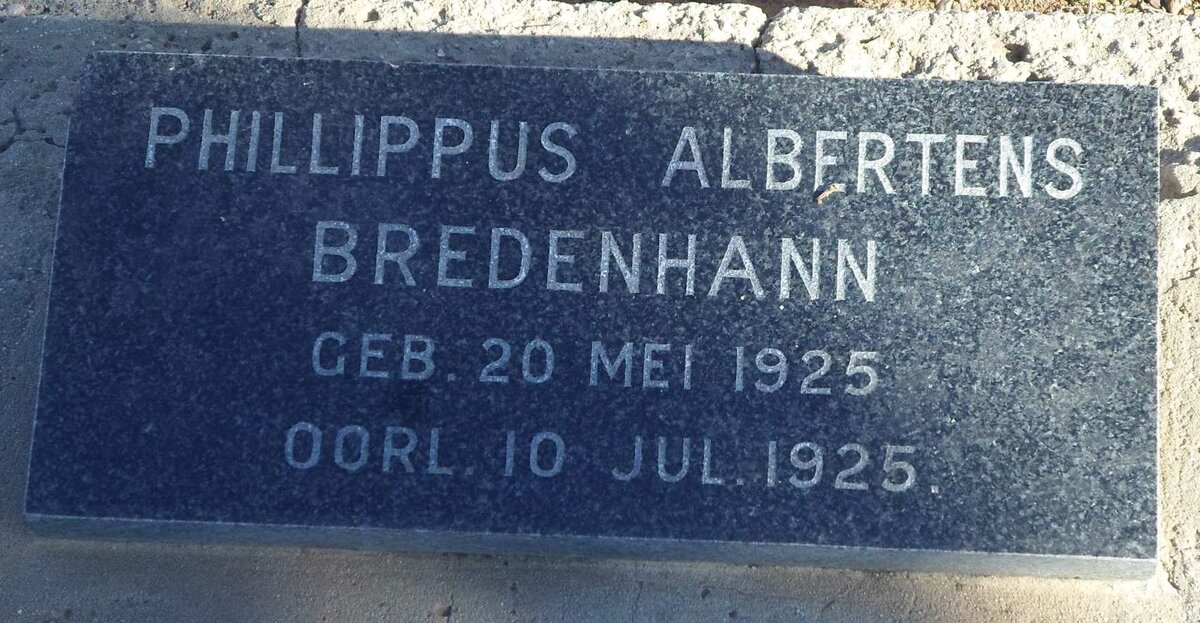 PHILLIPPUS ALBERTENS
BREDENHANN
GEB. 20 MEI 1925
OORL. 10 JUL. 1925.